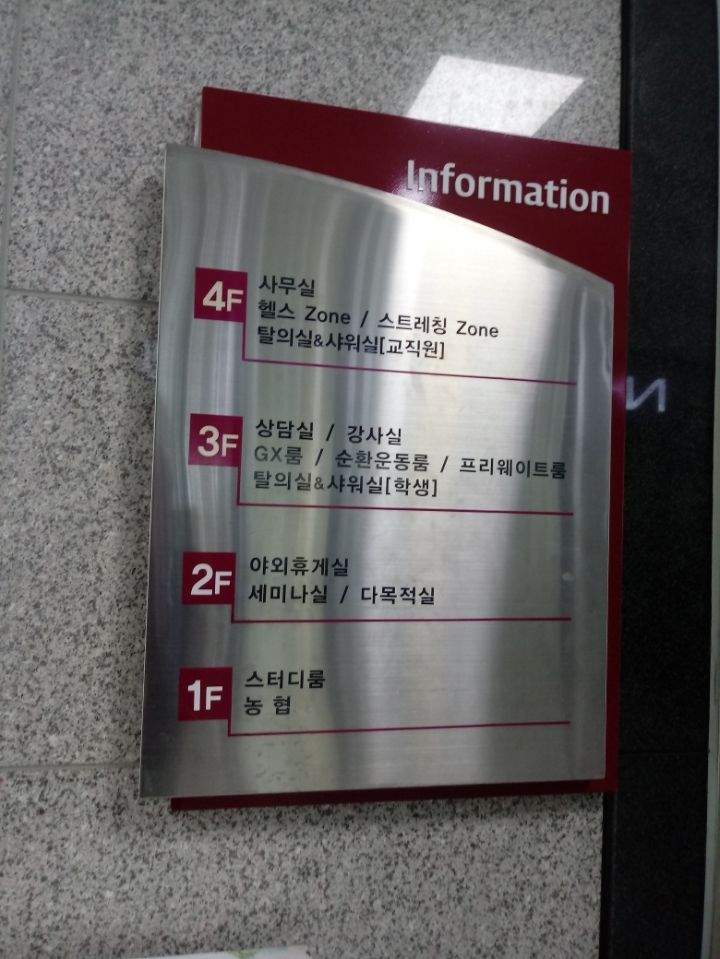 Information
4F
사무실
헬스 Zone / 스트레칭 Zone
탈의실&샤워실[교직원]
3F
상담실 / 강사실
GX룸 / 순환운동룸 / 프리웨이트룸
탈의실&샤워실[학생]
2F
야외휴게실
세미나실 / 다목적실
1F
스터디룸
농 협